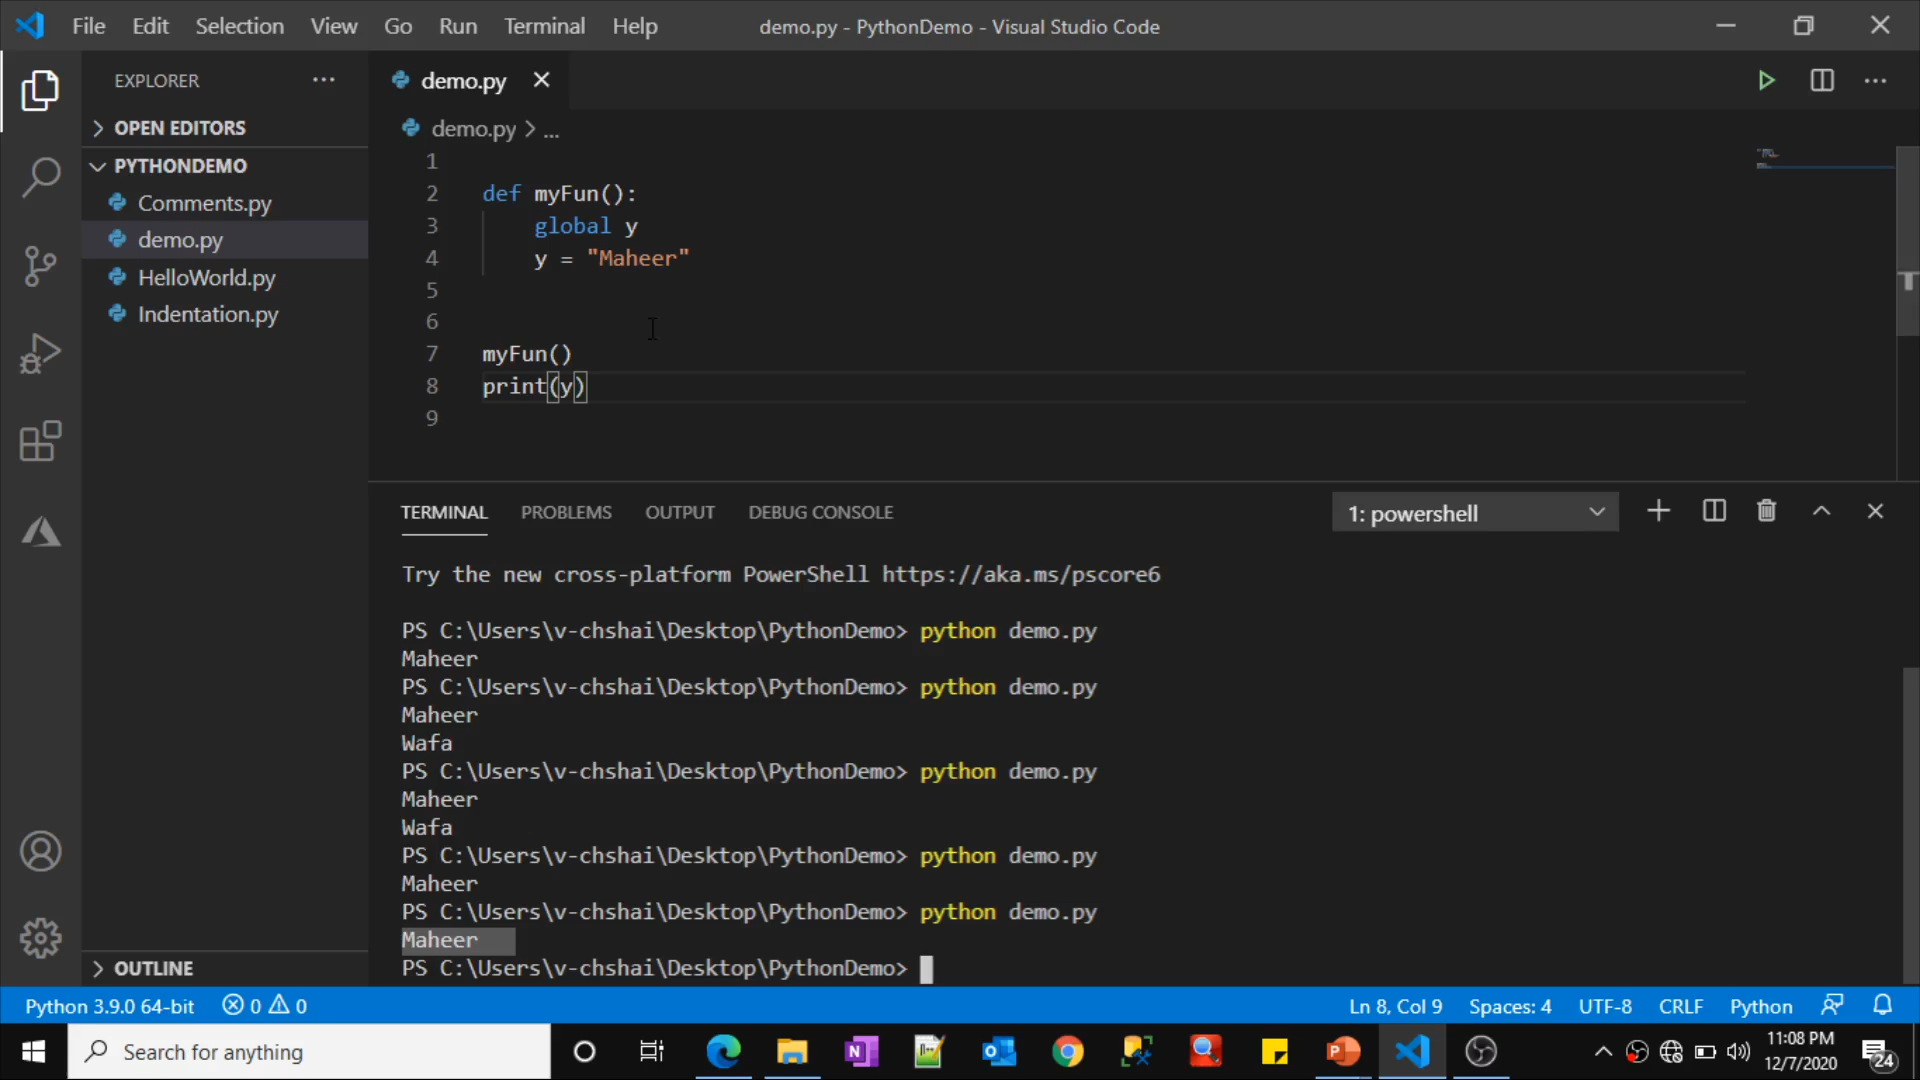 File Edit Selection View Go Run Terminal Help demo.py - PythonDemo - Visual Studio Code
EXPLORER ···
demo.py
OPEN EDITORS
demo.py > ...
PYTHONDEMO
Comments.py
demo.py
HelloWorld.py
Indentation.py
1
2 def myFun():
3 global y
4 y = "Maheer"
5
6
7 myFun()
8 print(y)
9
TERMINAL PROBLEMS OUTPUT DEBUG CONSOLE 1: powershell
Try the new cross-platform PowerShell https://aka.ms/pscore6
PS C:\Users\v-chshai\Desktop\PythonDemo> python demo.py
Maheer
PS C:\Users\v-chshai\Desktop\PythonDemo> python demo.py
Maheer
Wafa
PS C:\Users\v-chshai\Desktop\PythonDemo> python demo.py
Maheer
Wafa
PS C:\Users\v-chshai\Desktop\PythonDemo> python demo.py
Maheer
PS C:\Users\v-chshai\Desktop\PythonDemo> python demo.py
Maheer
PS C:\Users\v-chshai\Desktop\PythonDemo>
OUTLINE
Python 3.9.0 64-bit 0 0 Ln 8, Col 9 Spaces: 4 UTF-8 CRLF Python
Search for anything
11:08 PM
12/7/2020
24